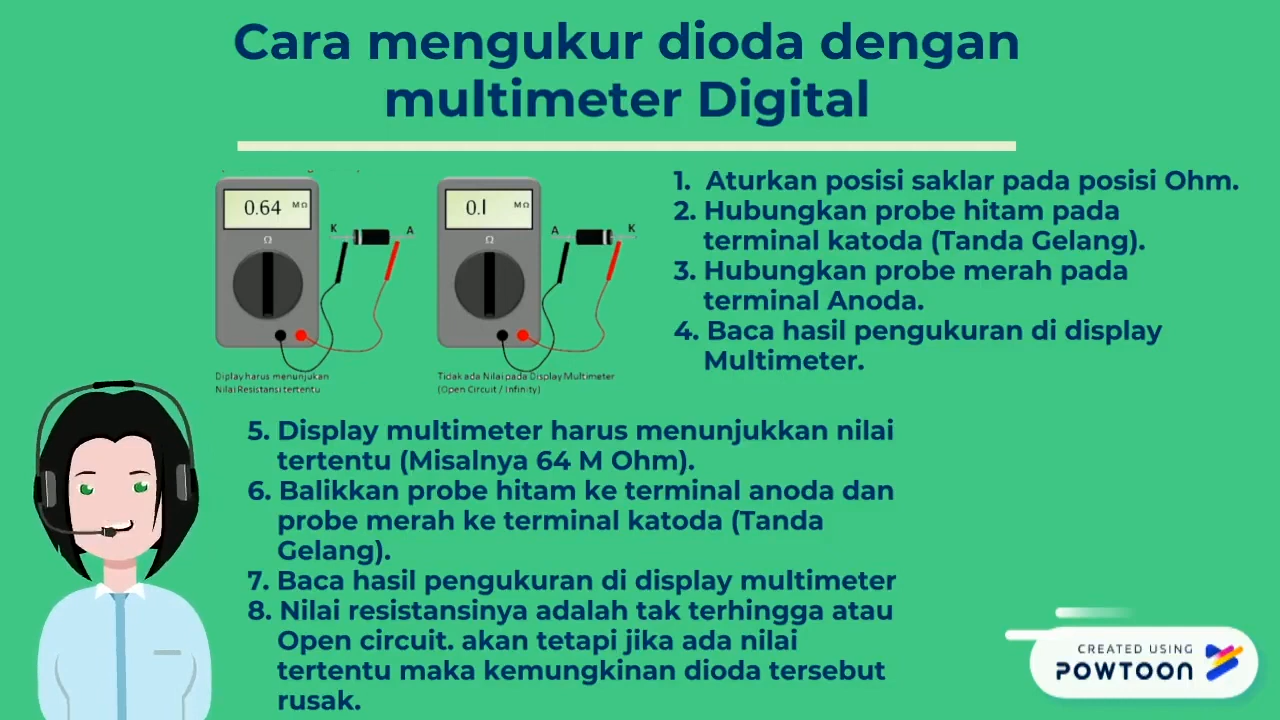 Cara mengukur dioda dengan
multimeter Digital
0.64 MΩ
Ω
K A
0.l MΩ
Ω
A K
Diplay harus menunjukan
Nilai Resistansi tertentu
Tidak ada Nilai pada Display Multimeter
(Open Circuit / Infinity)
1. Aturkan posisi saklar pada posisi Ohm.
2. Hubungkan probe hitam pada
terminal katoda (Tanda Gelang).
3. Hubungkan probe merah pada
terminal Anoda.
4. Baca hasil pengukuran di display
Multimeter.
5. Display multimeter harus menunjukkan nilai
tertentu (Misalnya 64 M Ohm).
6. Balikkan probe hitam ke terminal anoda dan
probe merah ke terminal katoda (Tanda
Gelang).
7. Baca hasil pengukuran di display multimeter
8. Nilai resistansinya adalah tak terhingga atau
Open circuit. akan tetapi jika ada nilai
tertentu maka kemungkinan dioda tersebut
rusak.
CREATED USING
POWTOON